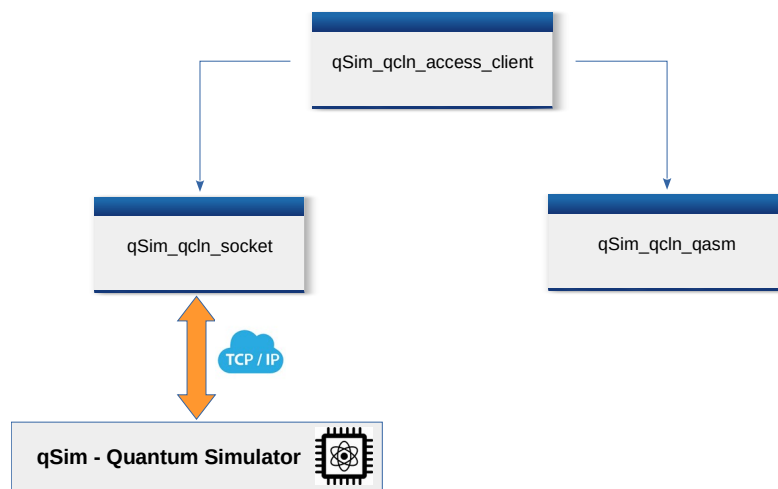 qSim_qcln_access_client
qSim_qcln_socket
qSim_qcln_qasm
TCP / IP
qSim - Quantum Simulator